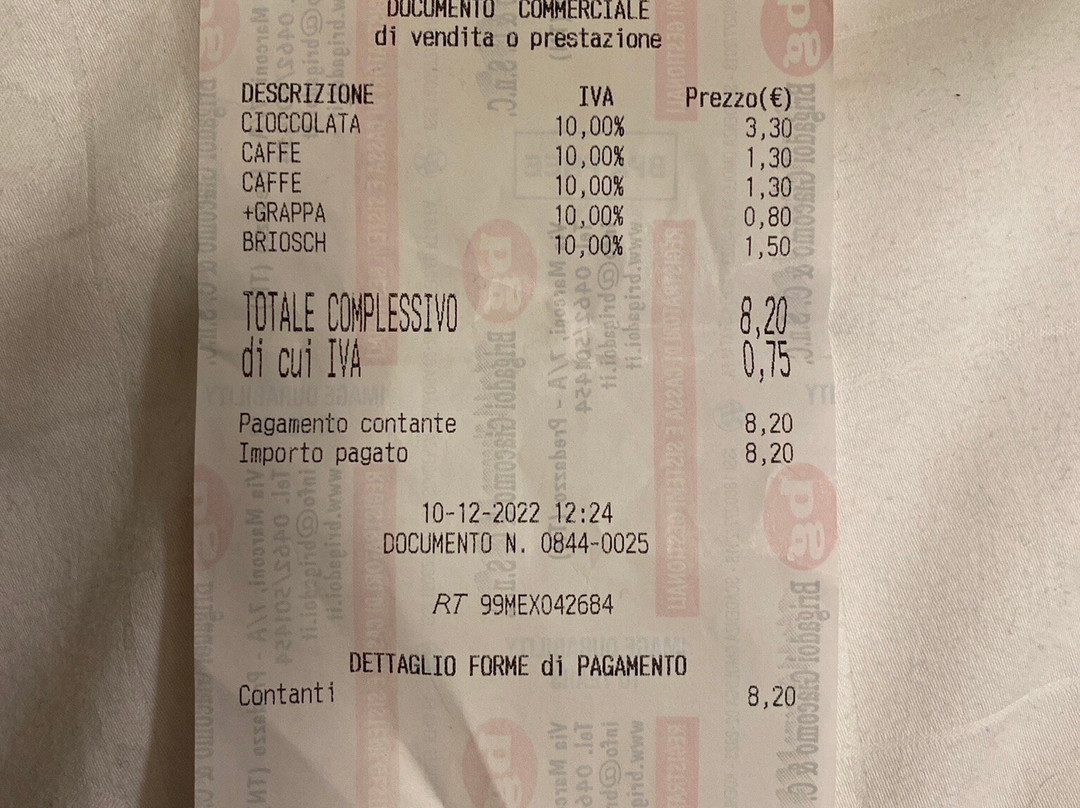 DOCUMENTO COMMERCIALE
di vendita o prestazione
DESCRIZIONE IVA Prezzo(€)
CIOCCOLATA 10,00% 3,30
CAFFE 10,00% 1,30
CAFFE 10,00% 1,30
+GRAPPA 10,00% 0,80
BRIOSCH 10,00% 1,50
TOTALE COMPLESSIVO 8,20
di cui IVA 0,75
Pagamento contante 8,20
Importo pagato 8,20
10-12-2022 12:24
DOCUMENTO N. 0844-0025
RT 99MEX042684
DETTAGLIO FORME di PAGAMENTO
Contanti 8,20